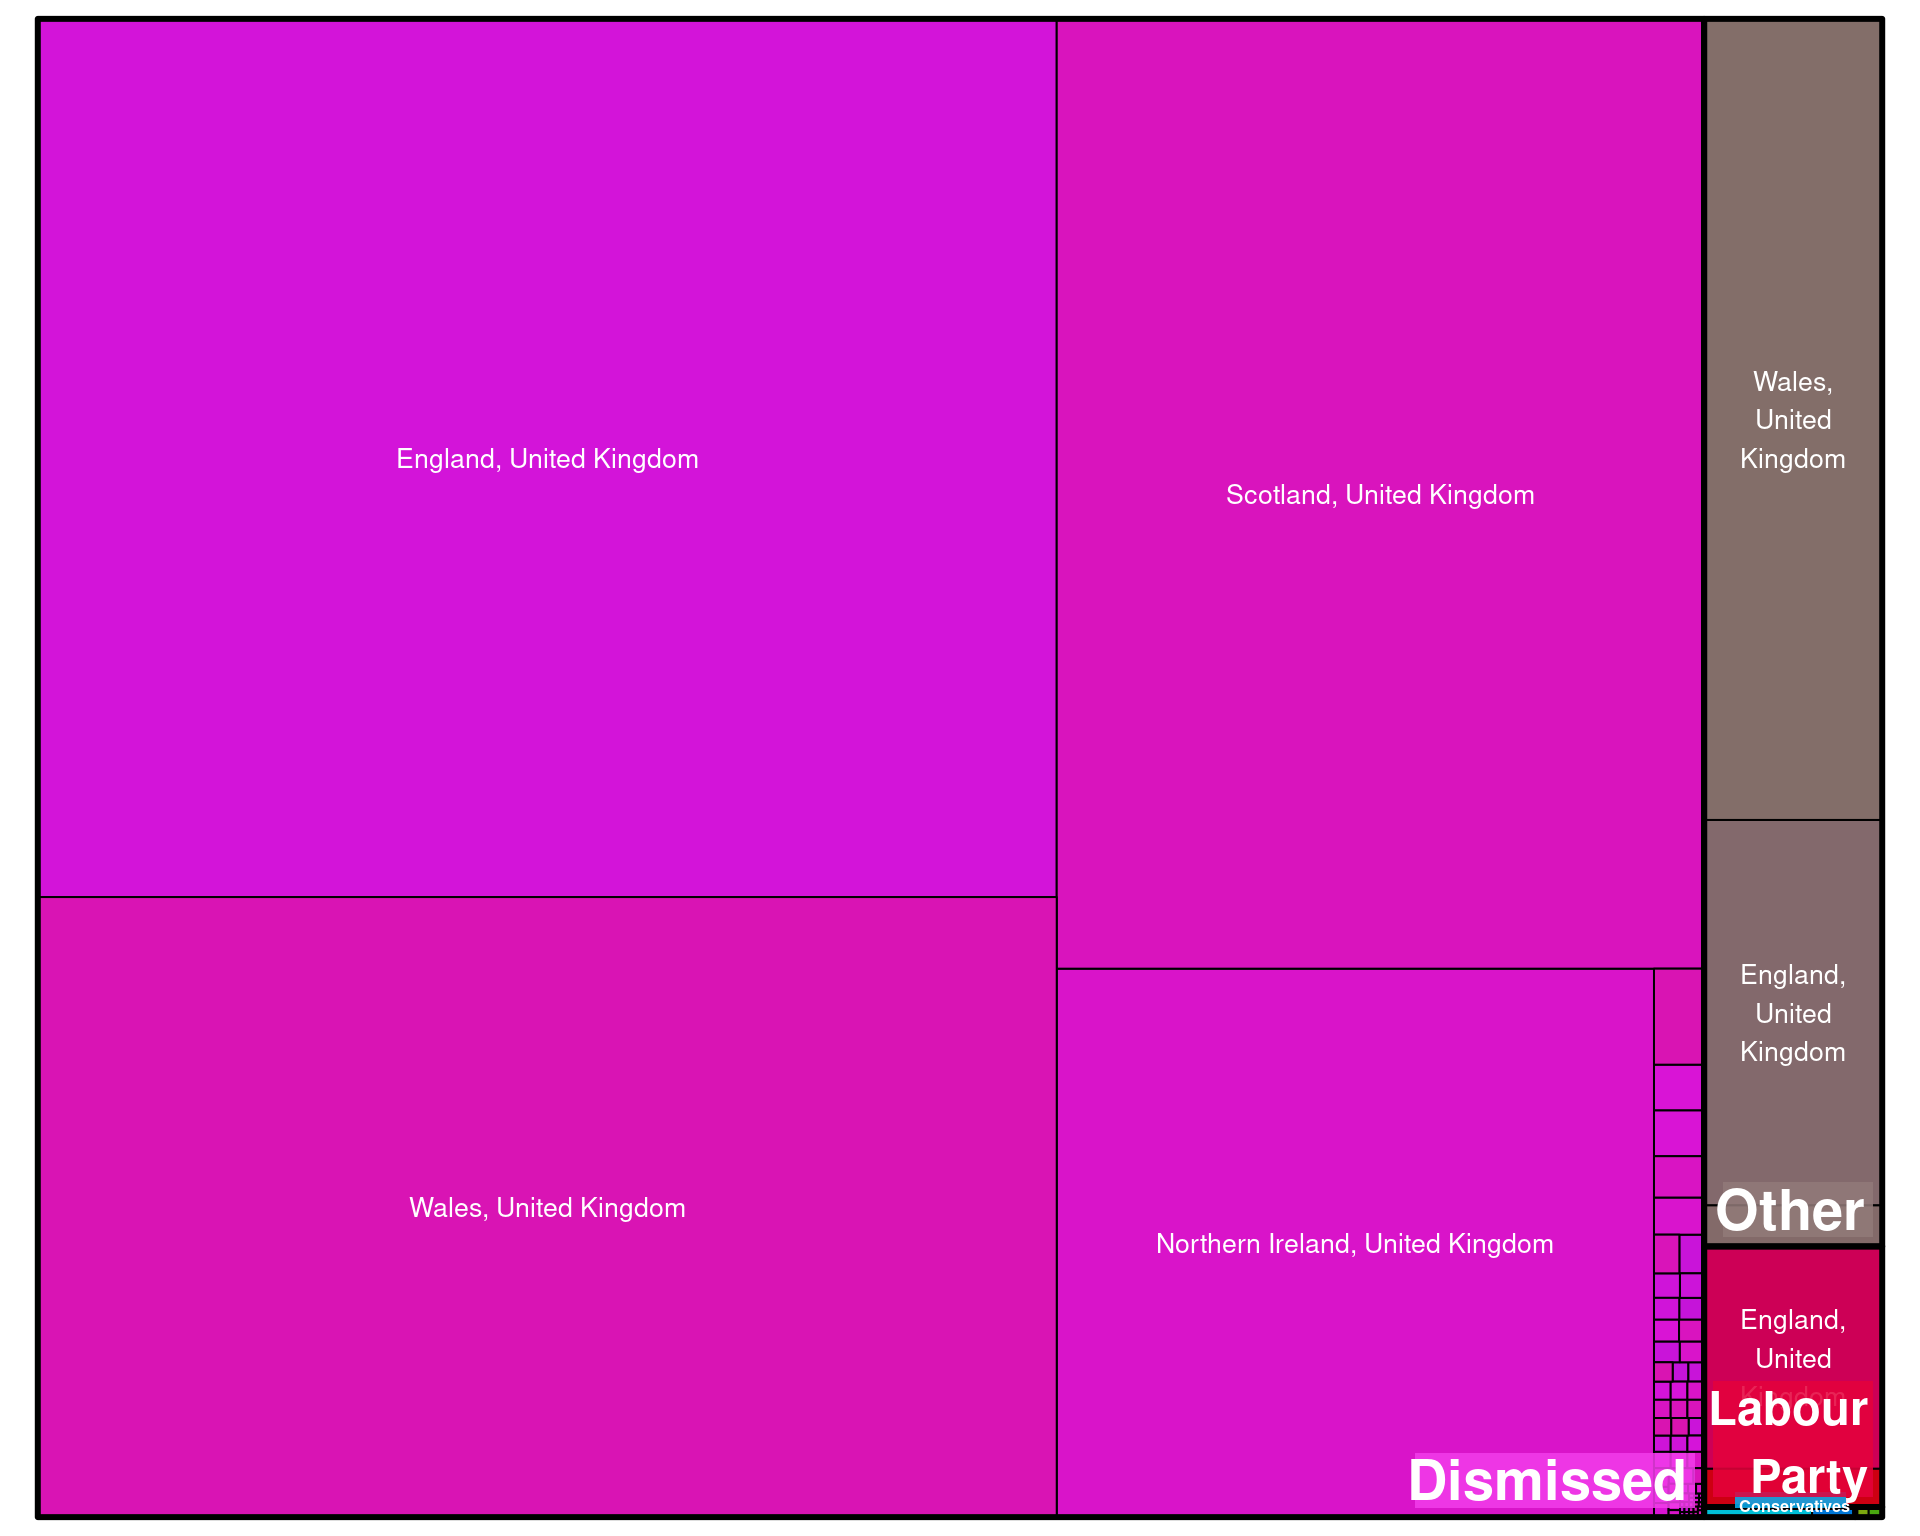 England, United Kingdom
Scotland, United Kingdom
Wales, United Kingdom
Northern Ireland, United Kingdom
Dismissed
Wales,
United
Kingdom
England,
United
Kingdom
Other
England,
United
Kingdom
Labour
Party
Conservatives